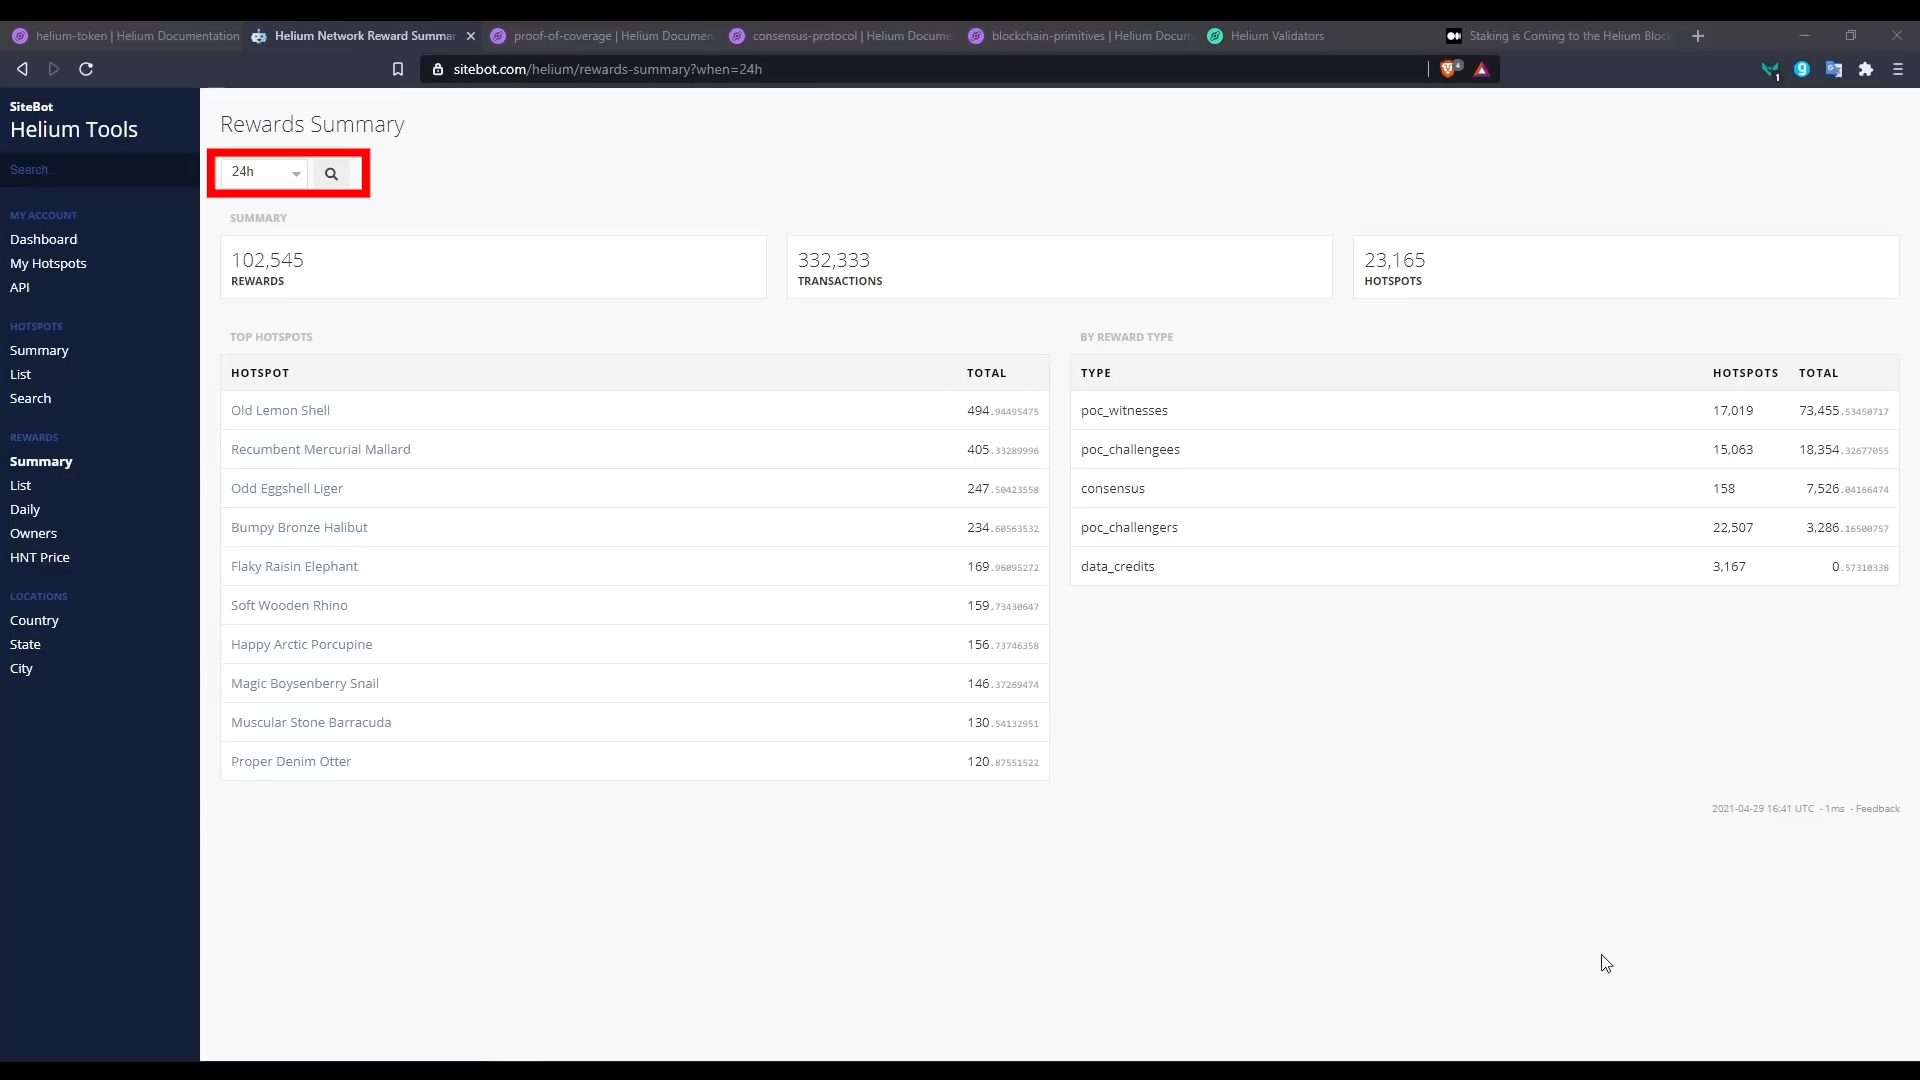 helium-token | Helium Documentation
Helium Network Reward Summar
proof-of-coverage | Helium Documen
consensus-protocol | Helium Docume
blockchain-primitives | Helium Docum
Helium Validators
Staking is Coming to the Helium Block
sitebot.com/helium/rewards-summary?when=24h
4
1
SiteBot
Helium Tools
Search...
MY ACCOUNT
Dashboard
My Hotspots
API
HOTSPOTS
Summary
List
Search
REWARDS
Summary
List
Daily
Owners
HNT Price
LOCATIONS
Country
State
City
Rewards Summary
24h
SUMMARY
102,545
REWARDS
332,333
TRANSACTIONS
23,165
HOTSPOTS
TOP HOTSPOTS
HOTSPOT TOTAL
Old Lemon Shell 494.94495475
Recumbent Mercurial Mallard 405.33289996
Odd Eggshell Liger 247.50423558
Bumpy Bronze Halibut 234.60563532
Flaky Raisin Elephant 169.96095272
Soft Wooden Rhino 159.73430647
Happy Arctic Porcupine 156.73746358
Magic Boysenberry Snail 146.37269474
Muscular Stone Barracuda 130.54132951
Proper Denim Otter 120.87551522
BY REWARD TYPE
TYPE HOTSPOTS TOTAL
poc_witnesses 17,019 73,455.53450717
poc_challengees 15,063 18,354.32677055
consensus 158 7,526.04166474
poc_challengers 22,507 3,286.16500757
data_credits 3,167 0.57310338
2021-04-29 16:41 UTC - 1ms - Feedback